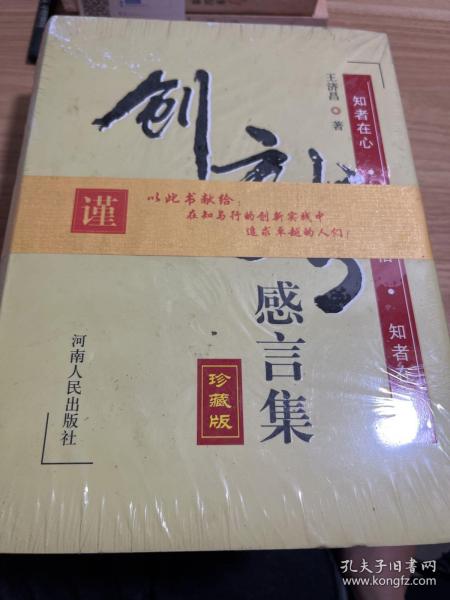 创新
感言集
珍藏版
王济昌 著
知者在心
知者在
谨
以此书献给：
在知与行的创新实践中
追求卓越的人们！
河南人民出版社
孔夫子旧书网
www.kongfz.com